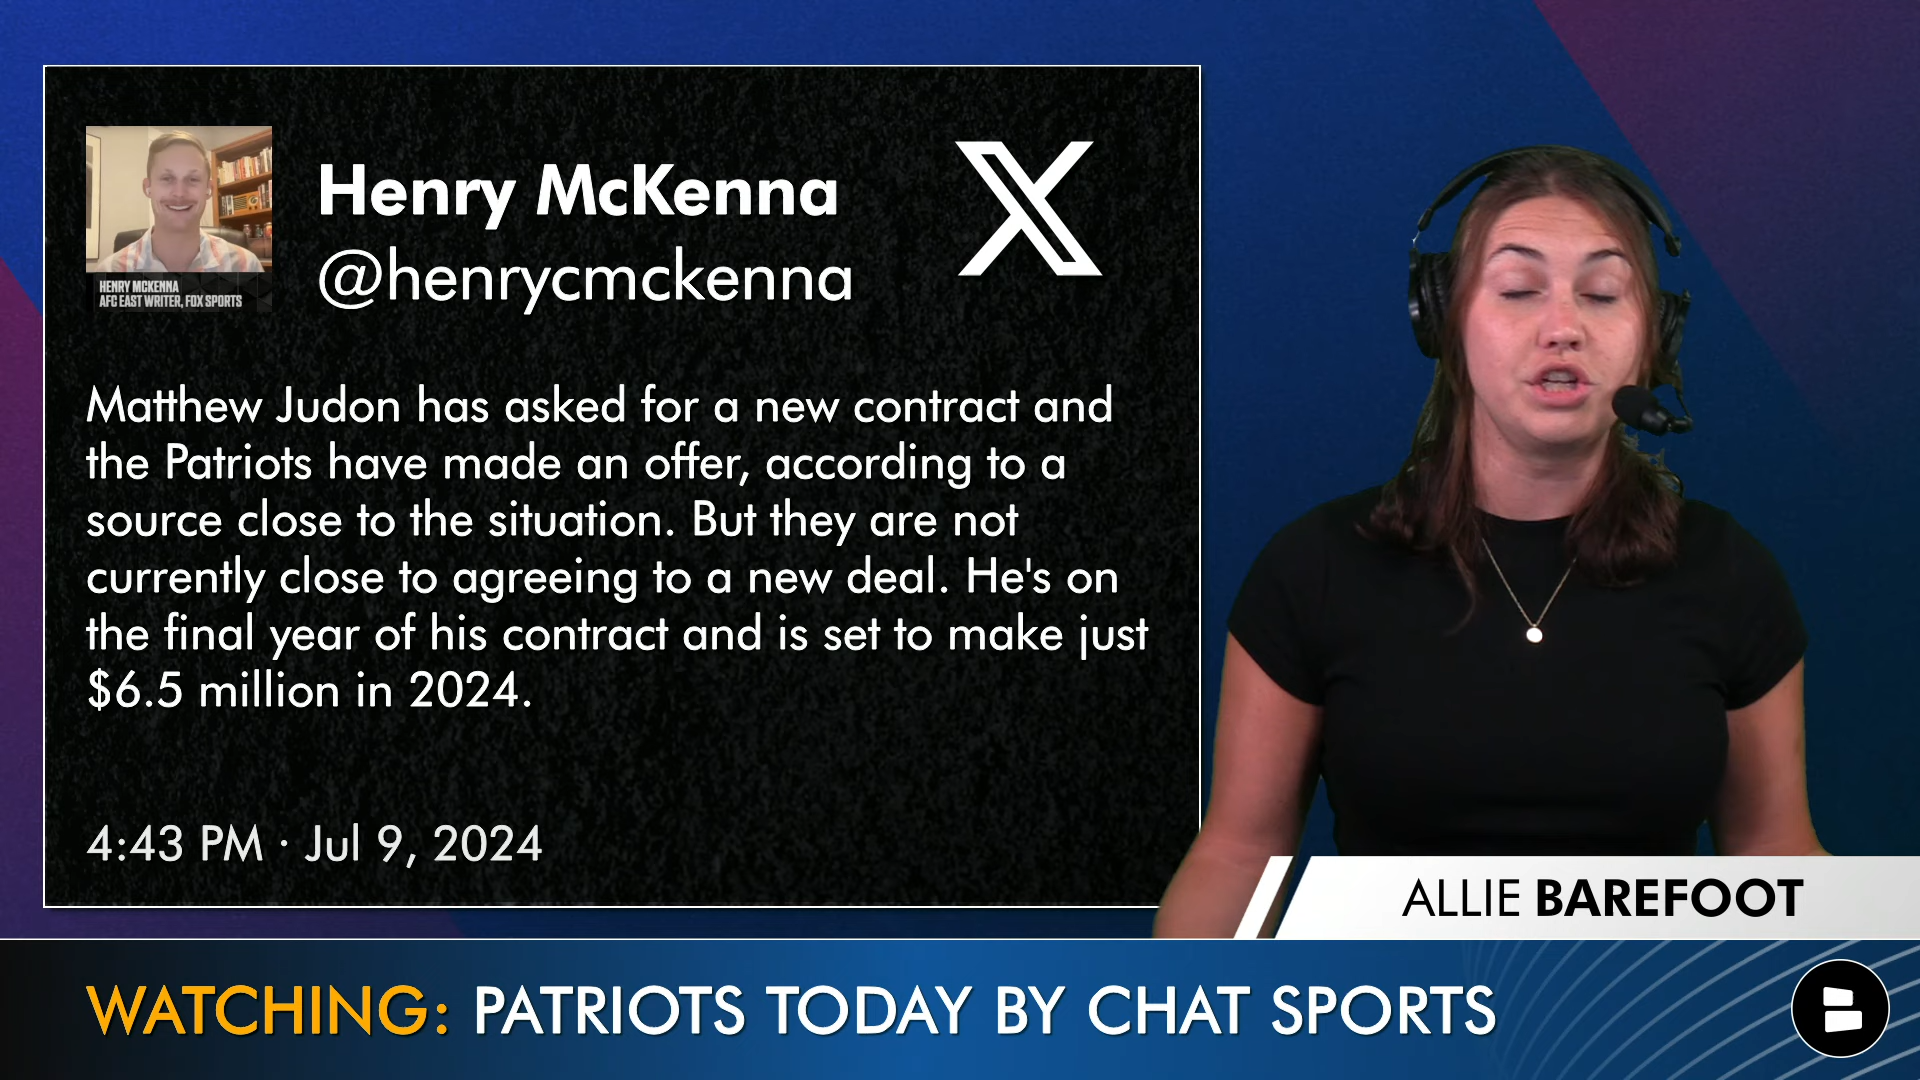 Henry McKenna
@henrycmckenna
HENRY MCKENNA
AFC EAST WRITER, FOX SPORTS
Matthew Judon has asked for a new contract and
the Patriots have made an offer, according to a
source close to the situation. But they are not
currently close to agreeing to a new deal. He's on
the final year of his contract and is set to make just
$6.5 million in 2024.
4:43 PM · Jul 9, 2024
ALLIE BAREFOOT
WATCHING: PATRIOTS TODAY BY CHAT SPORTS